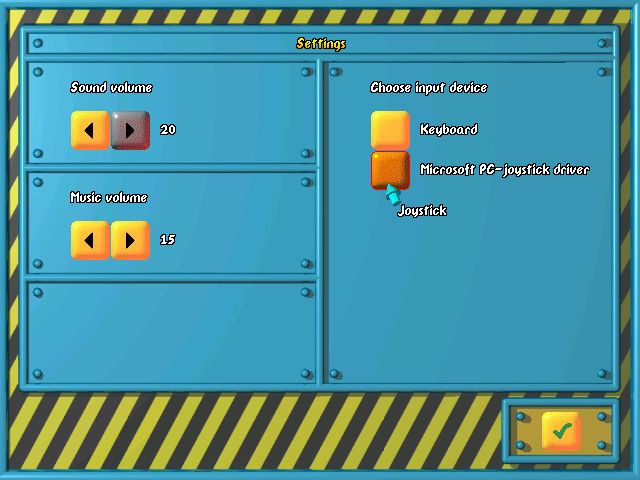 Settings
Sound volume
20
Music volume
15
Choose input device
Keyboard
Microsoft PC-joystick driver
Joystick